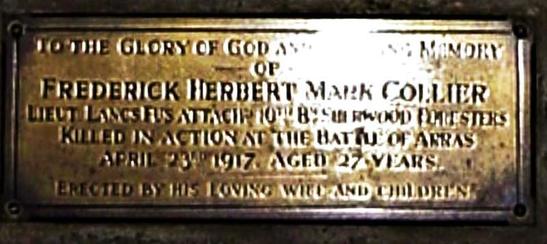 TO THE GLORY OF GOD AND MEMORY
OF
FREDERICK HERBERT MARK COLLIER
LIEUT LANCS FUS ATTACHD 10TH BN SHERWOOD FORESTERS
KILLED IN ACTION AT THE BATTLE OF ARRAS
APRIL 23RD 1917. AGED 27 YEARS.
ERECTED BY HIS LOVING WIFE AND CHILDREN